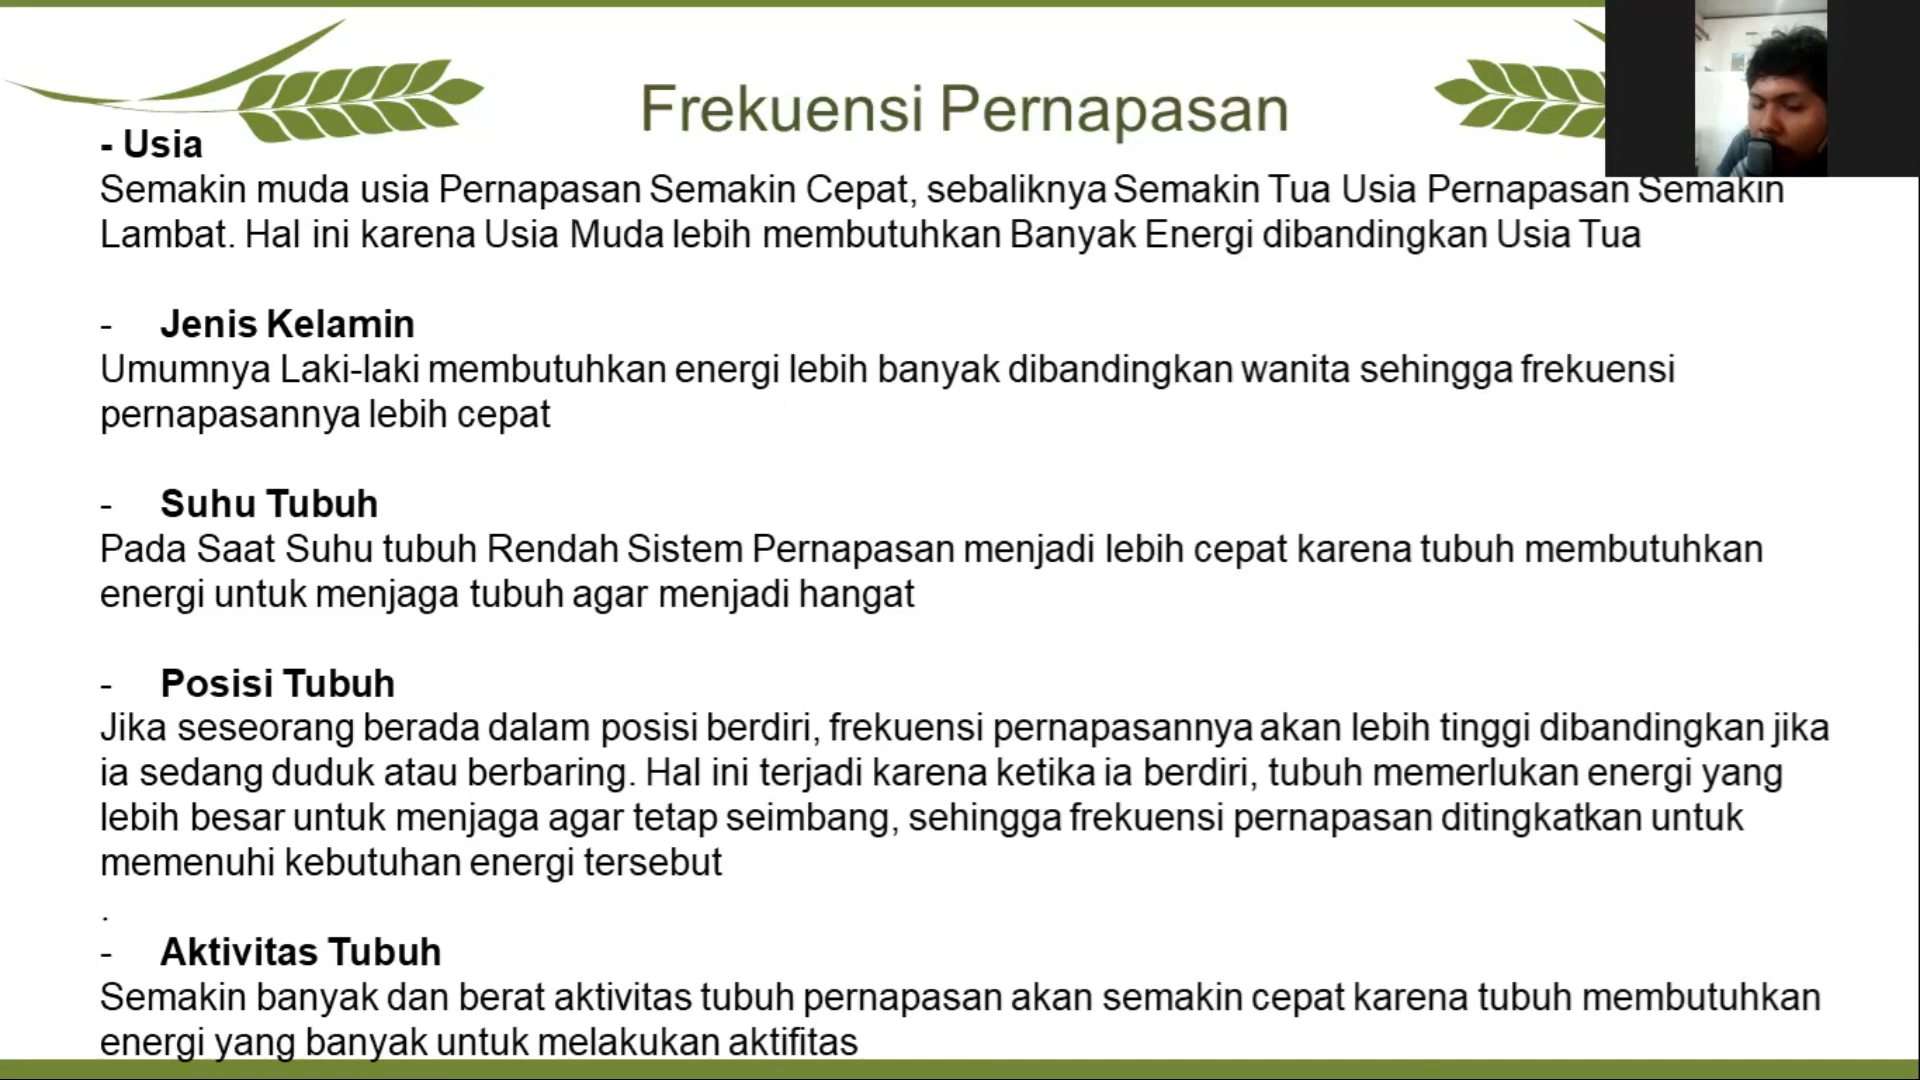 Frekuensi Pernapasan
- Usia
Semakin muda usia Pernapasan Semakin Cepat, sebaliknya Semakin Tua Usia Pernapasan Semakin
Lambat. Hal ini karena Usia Muda lebih membutuhkan Banyak Energi dibandingkan Usia Tua
- Jenis Kelamin
Umumnya Laki-laki membutuhkan energi lebih banyak dibandingkan wanita sehingga frekuensi
pernapasannya lebih cepat
- Suhu Tubuh
Pada Saat Suhu tubuh Rendah Sistem Pernapasan menjadi lebih cepat karena tubuh membutuhkan
energi untuk menjaga tubuh agar menjadi hangat
- Posisi Tubuh
Jika seseorang berada dalam posisi berdiri, frekuensi pernapasannya akan lebih tinggi dibandingkan jika
ia sedang duduk atau berbaring. Hal ini terjadi karena ketika ia berdiri, tubuh memerlukan energi yang
lebih besar untuk menjaga agar tetap seimbang, sehingga frekuensi pernapasan ditingkatkan untuk
memenuhi kebutuhan energi tersebut
.
- Aktivitas Tubuh
Semakin banyak dan berat aktivitas tubuh pernapasan akan semakin cepat karena tubuh membutuhkan
energi yang banyak untuk melakukan aktifitas